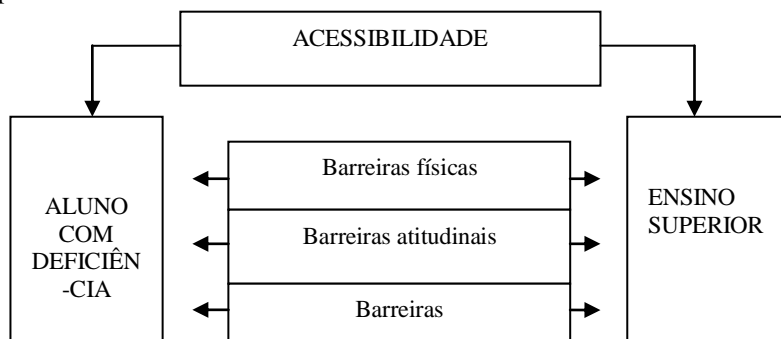 ACESSIBILIDADE
ALUNO
COM
DEFICIÊN
-CIA
Barreiras físicas
Barreiras atitudinais
Barreiras
ENSINO
SUPERIOR